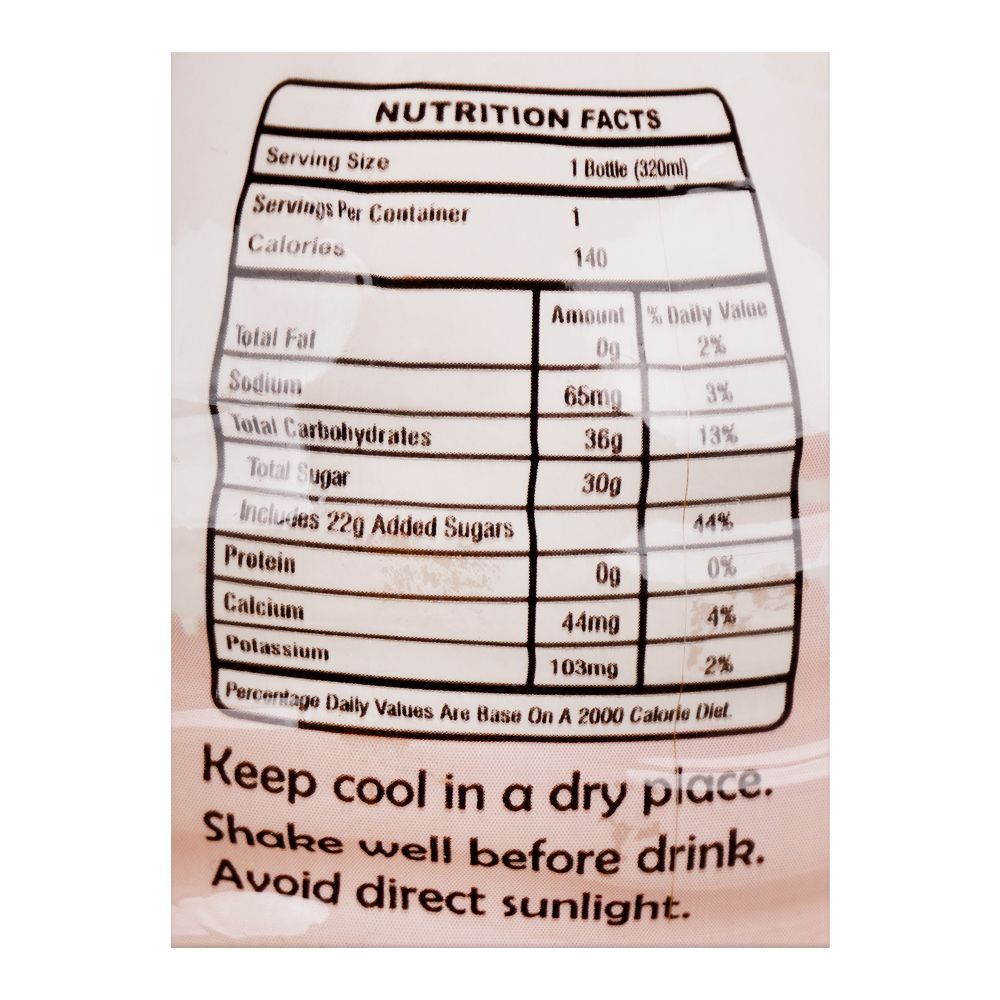 NUTRITION FACTS
Serving Size 1 Bottle (320ml)
Servings Per Container 1
Calories 140
Amount % Daily Value
Total Fat 0g 2%
Sodium 65mg 3%
Total Carbohydrates 36g 13%
Total Sugar 30g
Includes 22g Added Sugars 44%
Protein 0g 0%
Calcium 44mg 4%
Potassium 103mg 2%
Percentage Daily Values Are Base On A 2000 Calorie Diet.
Keep cool in a dry place.
Shake well before drink.
Avoid direct sunlight.